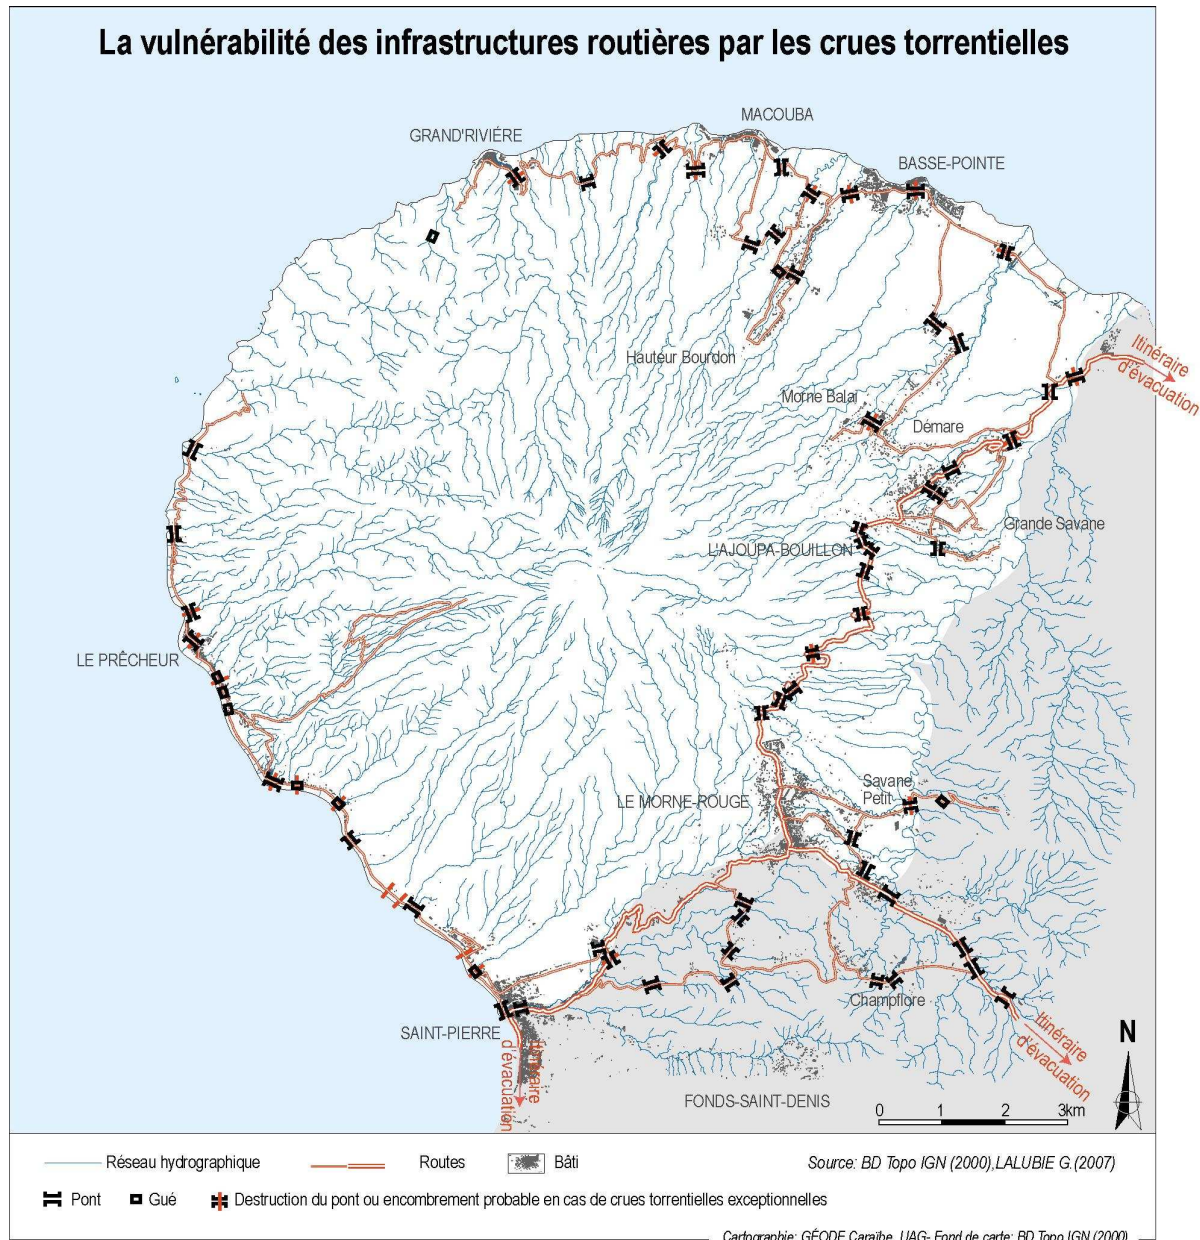 La vulnérabilité des infrastructures routières par les crues torrentielles
MACOUBA
GRAND'RIVIÉRE
BASSE-POINTE
Itinéraire
d'évacuation
Hauteur Bourdon
Morne Balai
Démare
Grande Savane
L'AJOUPA-BOUILLON
LE PRÊCHEUR
Savane
Petit
LE MORNE-ROUGE
Champflore
SAINT-PIERRE
Itinéraire
d'évacuation
Itinéraire
d'évacuation
N
FONDS-SAINT-DENIS
0 1 2 3km
Réseau hydrographique Routes Bâti Source: BD Topo IGN (2000),LALUBIE G.(2007)
Pont Gué Destruction du pont ou encombrement probable en cas de crues torrentielles exceptionnelles
Cartographie: GÉODE Caraïbe, UAG- Fond de carte: BD Topo IGN (2000)